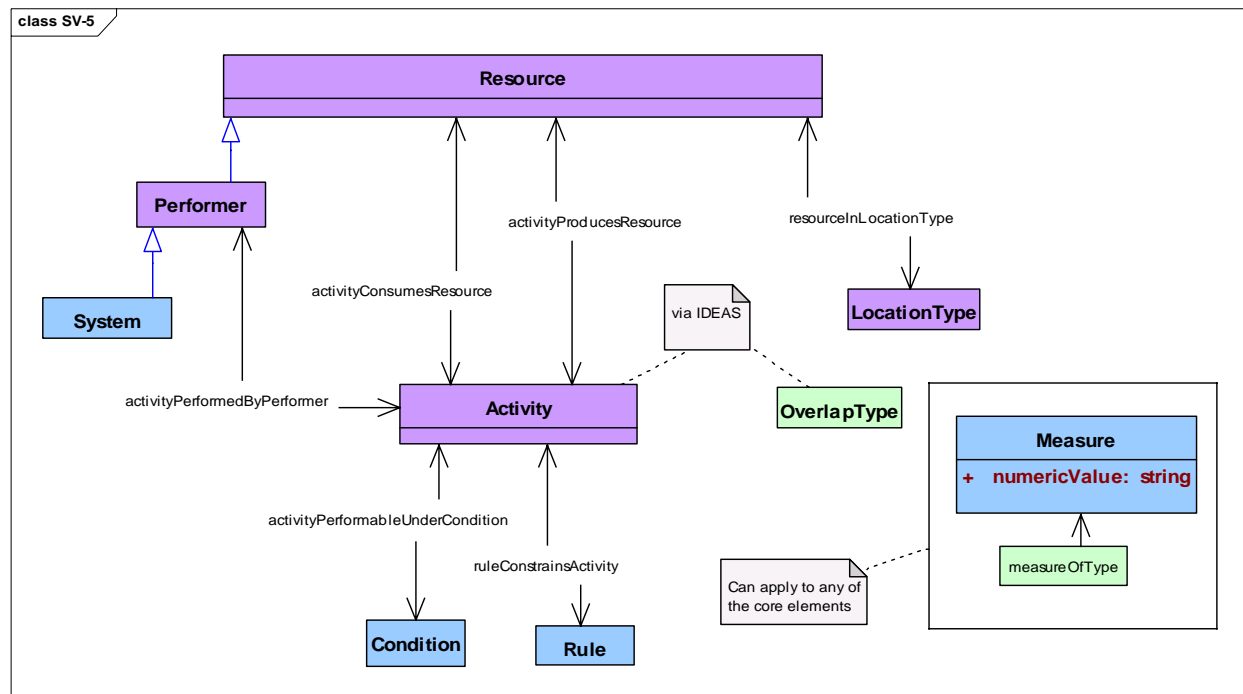 class SV-5
Resource
Performer
activityProducesResource
resourceInLocationType
activityConsumesResource
via IDEAS
System
LocationType
activityPerformedByPerformer
Activity
OverlapType
Measure
+ numericValue: string
activityPerformableUnderCondition
ruleConstrainsActivity
measureOfType
Can apply to any of
the core elements
Condition
Rule